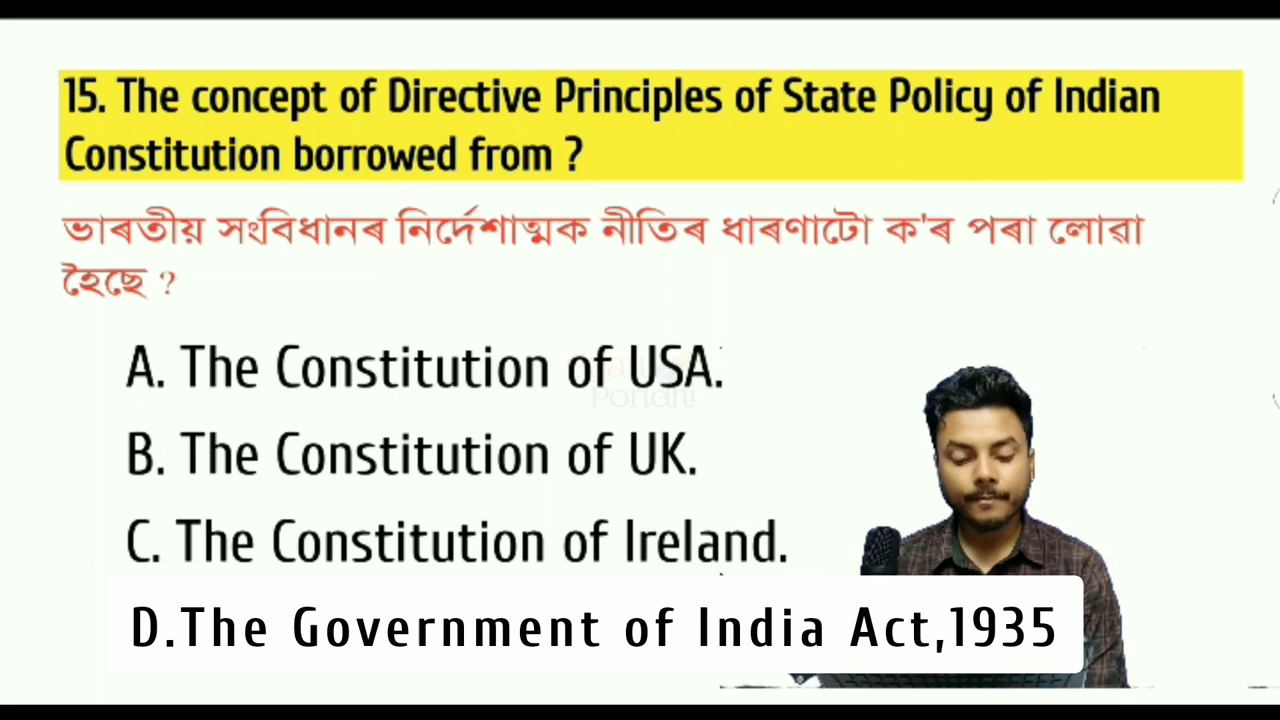 15. The concept of Directive Principles of State Policy of Indian
Constitution borrowed from ?
ভাৰতীয় সংবিধানৰ নিৰ্দেশাত্মক নীতিৰ ধাৰণাটো ক'ৰ পৰা লোৱা
হৈছে ?
A. The Constitution of USA.
B. The Constitution of UK.
C. The Constitution of Ireland.
D.The Government of India Act,1935